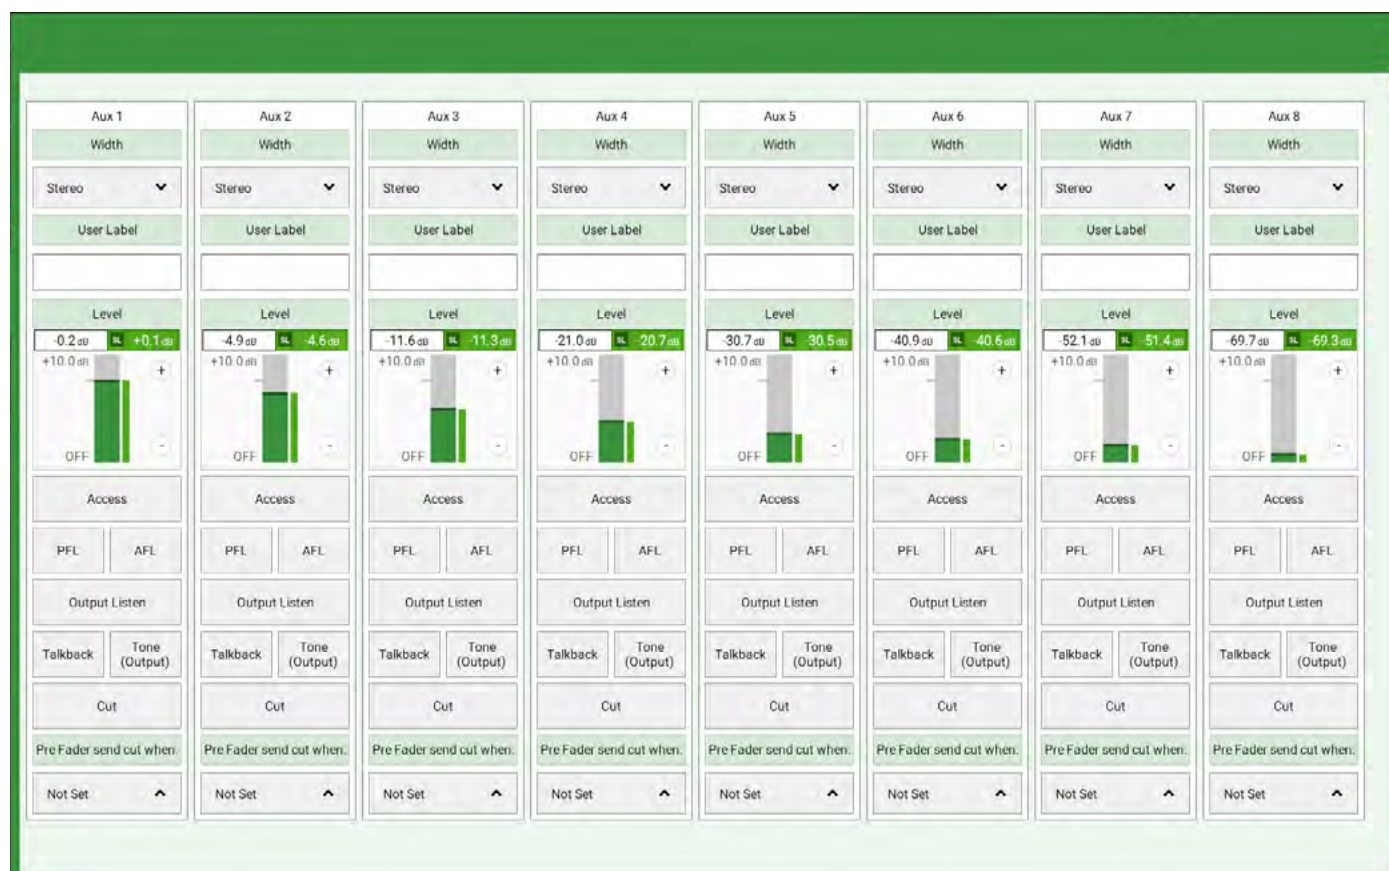 Aux 1 Aux 2 Aux 3 Aux 4 Aux 5 Aux 6 Aux 7 Aux 8
Width Width Width Width Width Width Width Width
Stereo Stereo Stereo Stereo Stereo Stereo Stereo Stereo
User Label User Label User Label User Label User Label User Label User Label User Label
Level Level Level Level Level Level Level Level
-0.2 dB SL +0.1 dB -4.9 dB SL -4.6 dB -11.6 dB SL -11.3 dB -21.0 dB SL -20.7 dB -30.7 dB SL -30.5 dB -40.9 dB SL -40.6 dB -52.1 dB SL -51.4 dB -69.7 dB SL -69.3 dB
+10.0 dB + +10.0 dB + +10.0 dB + +10.0 dB + +10.0 dB + +10.0 dB + +10.0 dB + +10.0 dB +
OFF - OFF - OFF - OFF - OFF - OFF - OFF - OFF -
Access Access Access Access Access Access Access Access
PFL AFL PFL AFL PFL AFL PFL AFL PFL AFL PFL AFL PFL AFL PFL AFL
Output Listen Output Listen Output Listen Output Listen Output Listen Output Listen Output Listen Output Listen
Talkback Tone (Output) Talkback Tone (Output) Talkback Tone (Output) Talkback Tone (Output) Talkback Tone (Output) Talkback Tone (Output) Talkback Tone (Output) Talkback Tone (Output)
Cut Cut Cut Cut Cut Cut Cut Cut
Pre Fader send cut when: Pre Fader send cut when: Pre Fader send cut when: Pre Fader send cut when: Pre Fader send cut when: Pre Fader send cut when: Pre Fader send cut when: Pre Fader send cut when:
Not Set Not Set Not Set Not Set Not Set Not Set Not Set Not Set